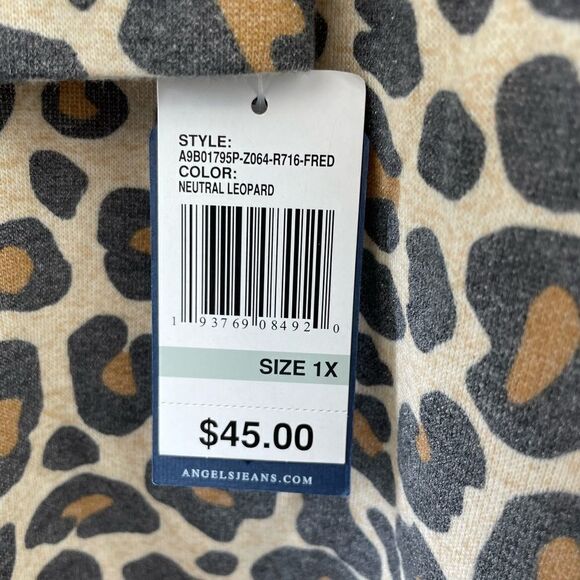 STYLE:
A9B01795P-Z064-R716-FRED
COLOR:
NEUTRAL LEOPARD
1 93769 08492 0
SIZE 1X
$45.00
ANGELSJEANS.COM